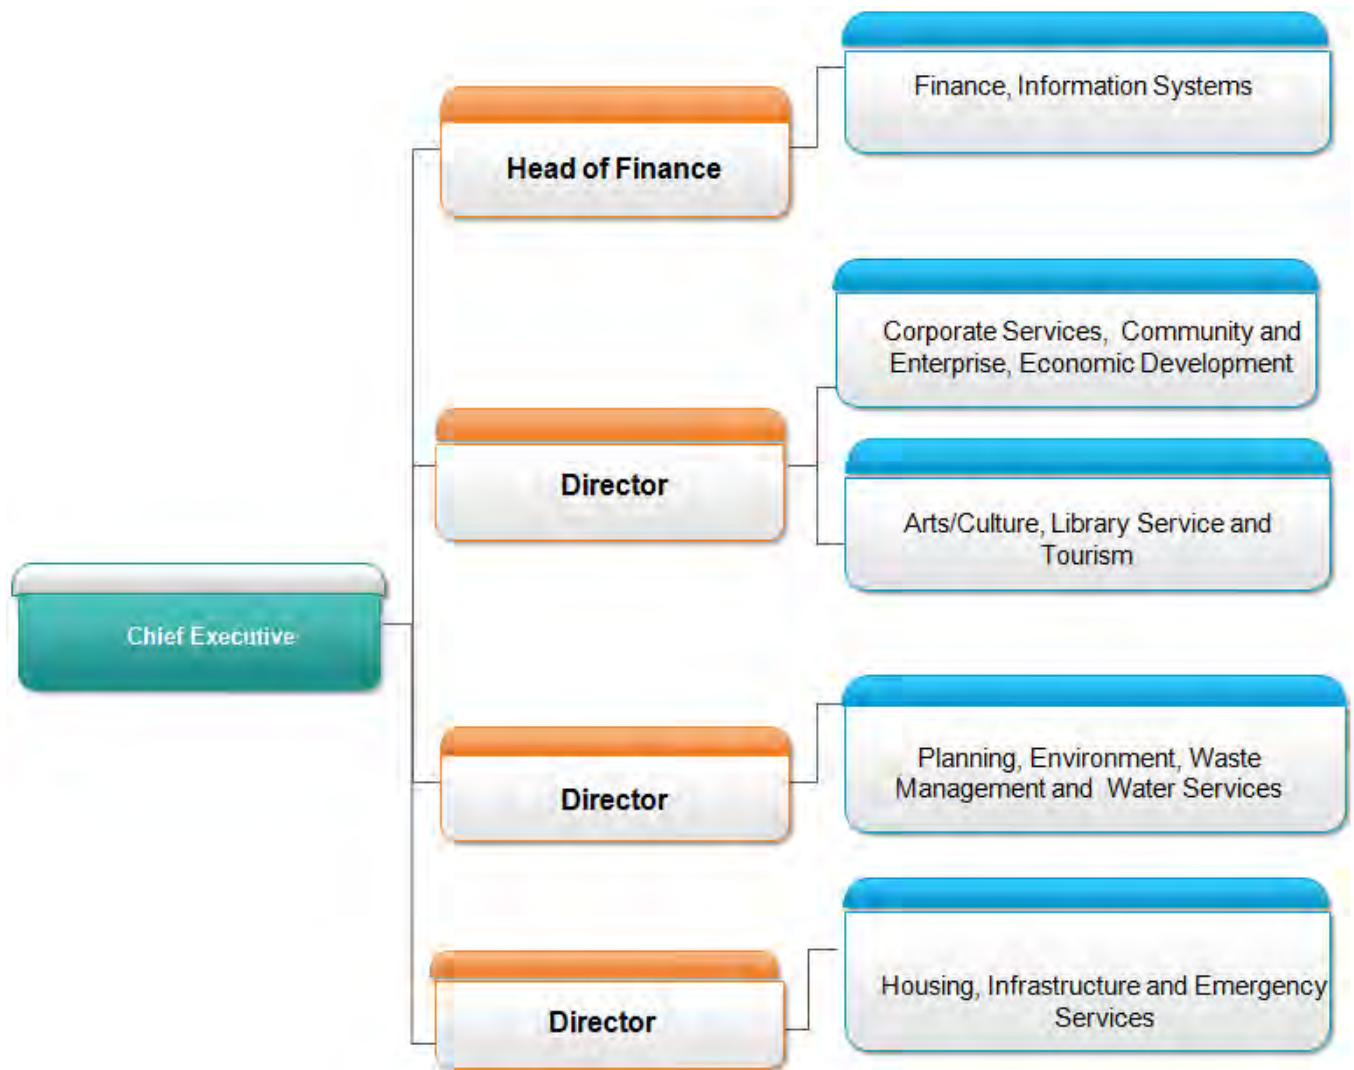 Finance, Information Systems
Head of Finance
Corporate Services, Community and
Enterprise, Economic Development
Director
Arts/Culture, Library Service and
Tourism
Chief Executive
Planning, Environment, Waste
Management and Water Services
Director
Housing, Infrastructure and Emergency
Services
Director